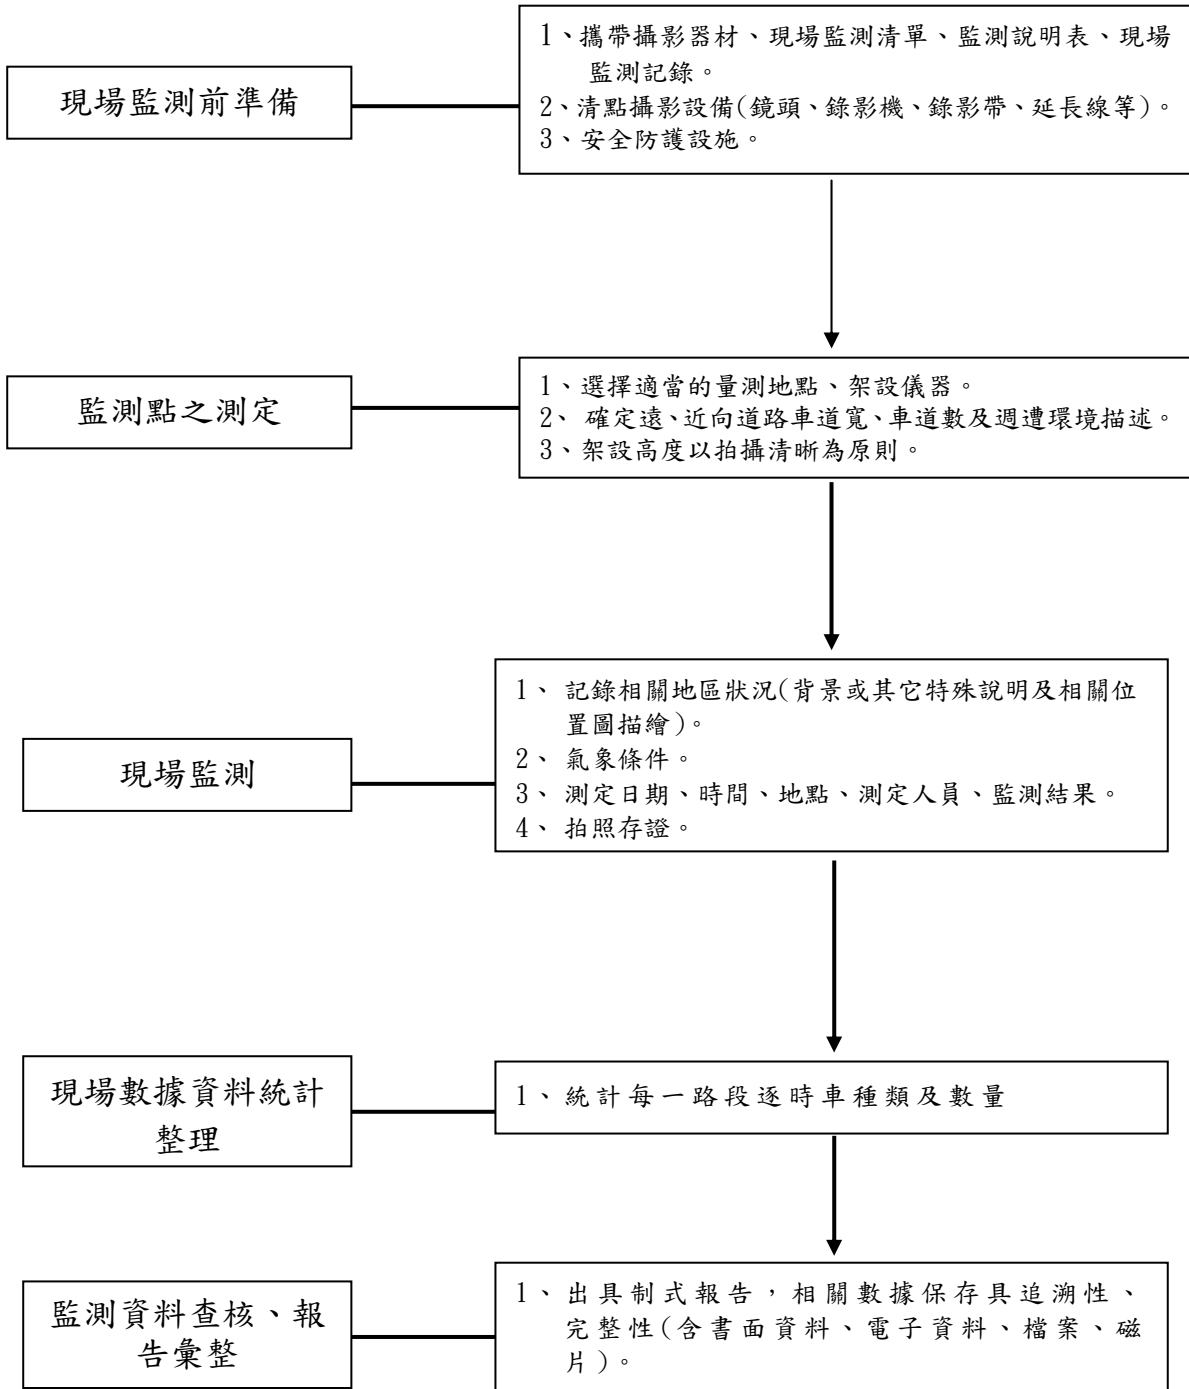 現場監測前準備
1、攜帶攝影器材、現場監測清單、監測說明表、現場
監測記錄。
2、清點攝影設備(鏡頭、錄影機、錄影帶、延長線等)。
3、安全防護設施。
監測點之測定
1、選擇適當的量測地點、架設儀器。
2、 確定遠、近向道路車道寬、車道數及週遭環境描述。
3、架設高度以拍攝清晰為原則。
現場監測
1、 記錄相關地區狀況(背景或其它特殊說明及相關位
置圖描繪)。
2、 氣象條件。
3、 測定日期、時間、地點、測定人員、監測結果。
4、 拍照存證。
現場數據資料統計
整理
1、 統計每一路段逐時車種類及數量
監測資料查核、報
告彙整
1、 出具制式報告，相關數據保存具追溯性、
完整性(含書面資料、電子資料、檔案、磁
片)。